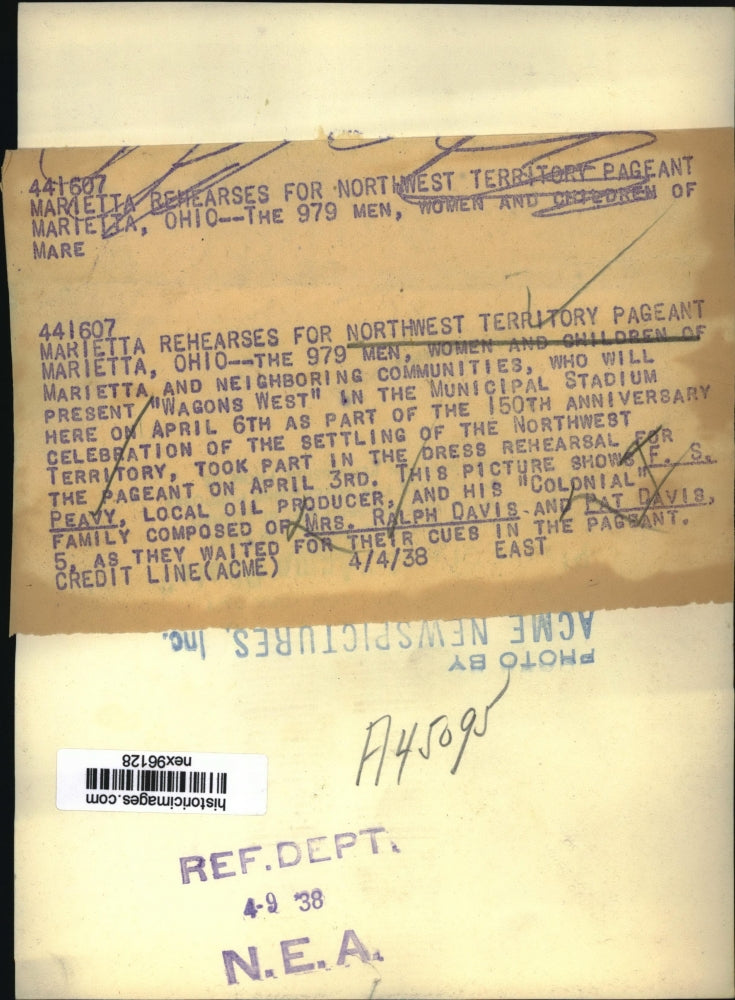 441607
MARIETTA REHEARSES FOR NORTHWEST TERRITORY PAGEANT
MARIETTA, OHIO--THE 979 MEN, WOMEN AND CHILDREN OF
MARE
441607
MARIETTA REHEARSES FOR NORTHWEST TERRITORY PAGEANT
MARIETTA, OHIO--THE 979 MEN, WOMEN AND CHILDREN OF
MARIETTA AND NEIGHBORING COMMUNITIES, WHO WILL
PRESENT "WAGONS WEST" IN THE MUNICIPAL STADIUM
HERE ON APRIL 6TH AS PART OF THE 150TH ANNIVERSARY
CELEBRATION OF THE SETTLING OF THE NORTHWEST
TERRITORY, TOOK PART IN THE DRESS REHEARSAL FOR
THE PAGEANT ON APRIL 3RD. THIS PICTURE SHOWS F. S.
PEAVY, LOCAL OIL PRODUCER, AND HIS "COLONIAL"
FAMILY COMPOSED OF MRS. RALPH DAVIS AND PAT DAVIS,
5, AS THEY WAITED FOR THEIR CUES IN THE PAGEANT.
CREDIT LINE(ACME) 4/4/38 EAST
PHOTO BY
ACME NEWSPICTURES, Inc.
A45095
historicimages.com
nex96128
REF. DEPT.
4-9 '38
N.E.A.